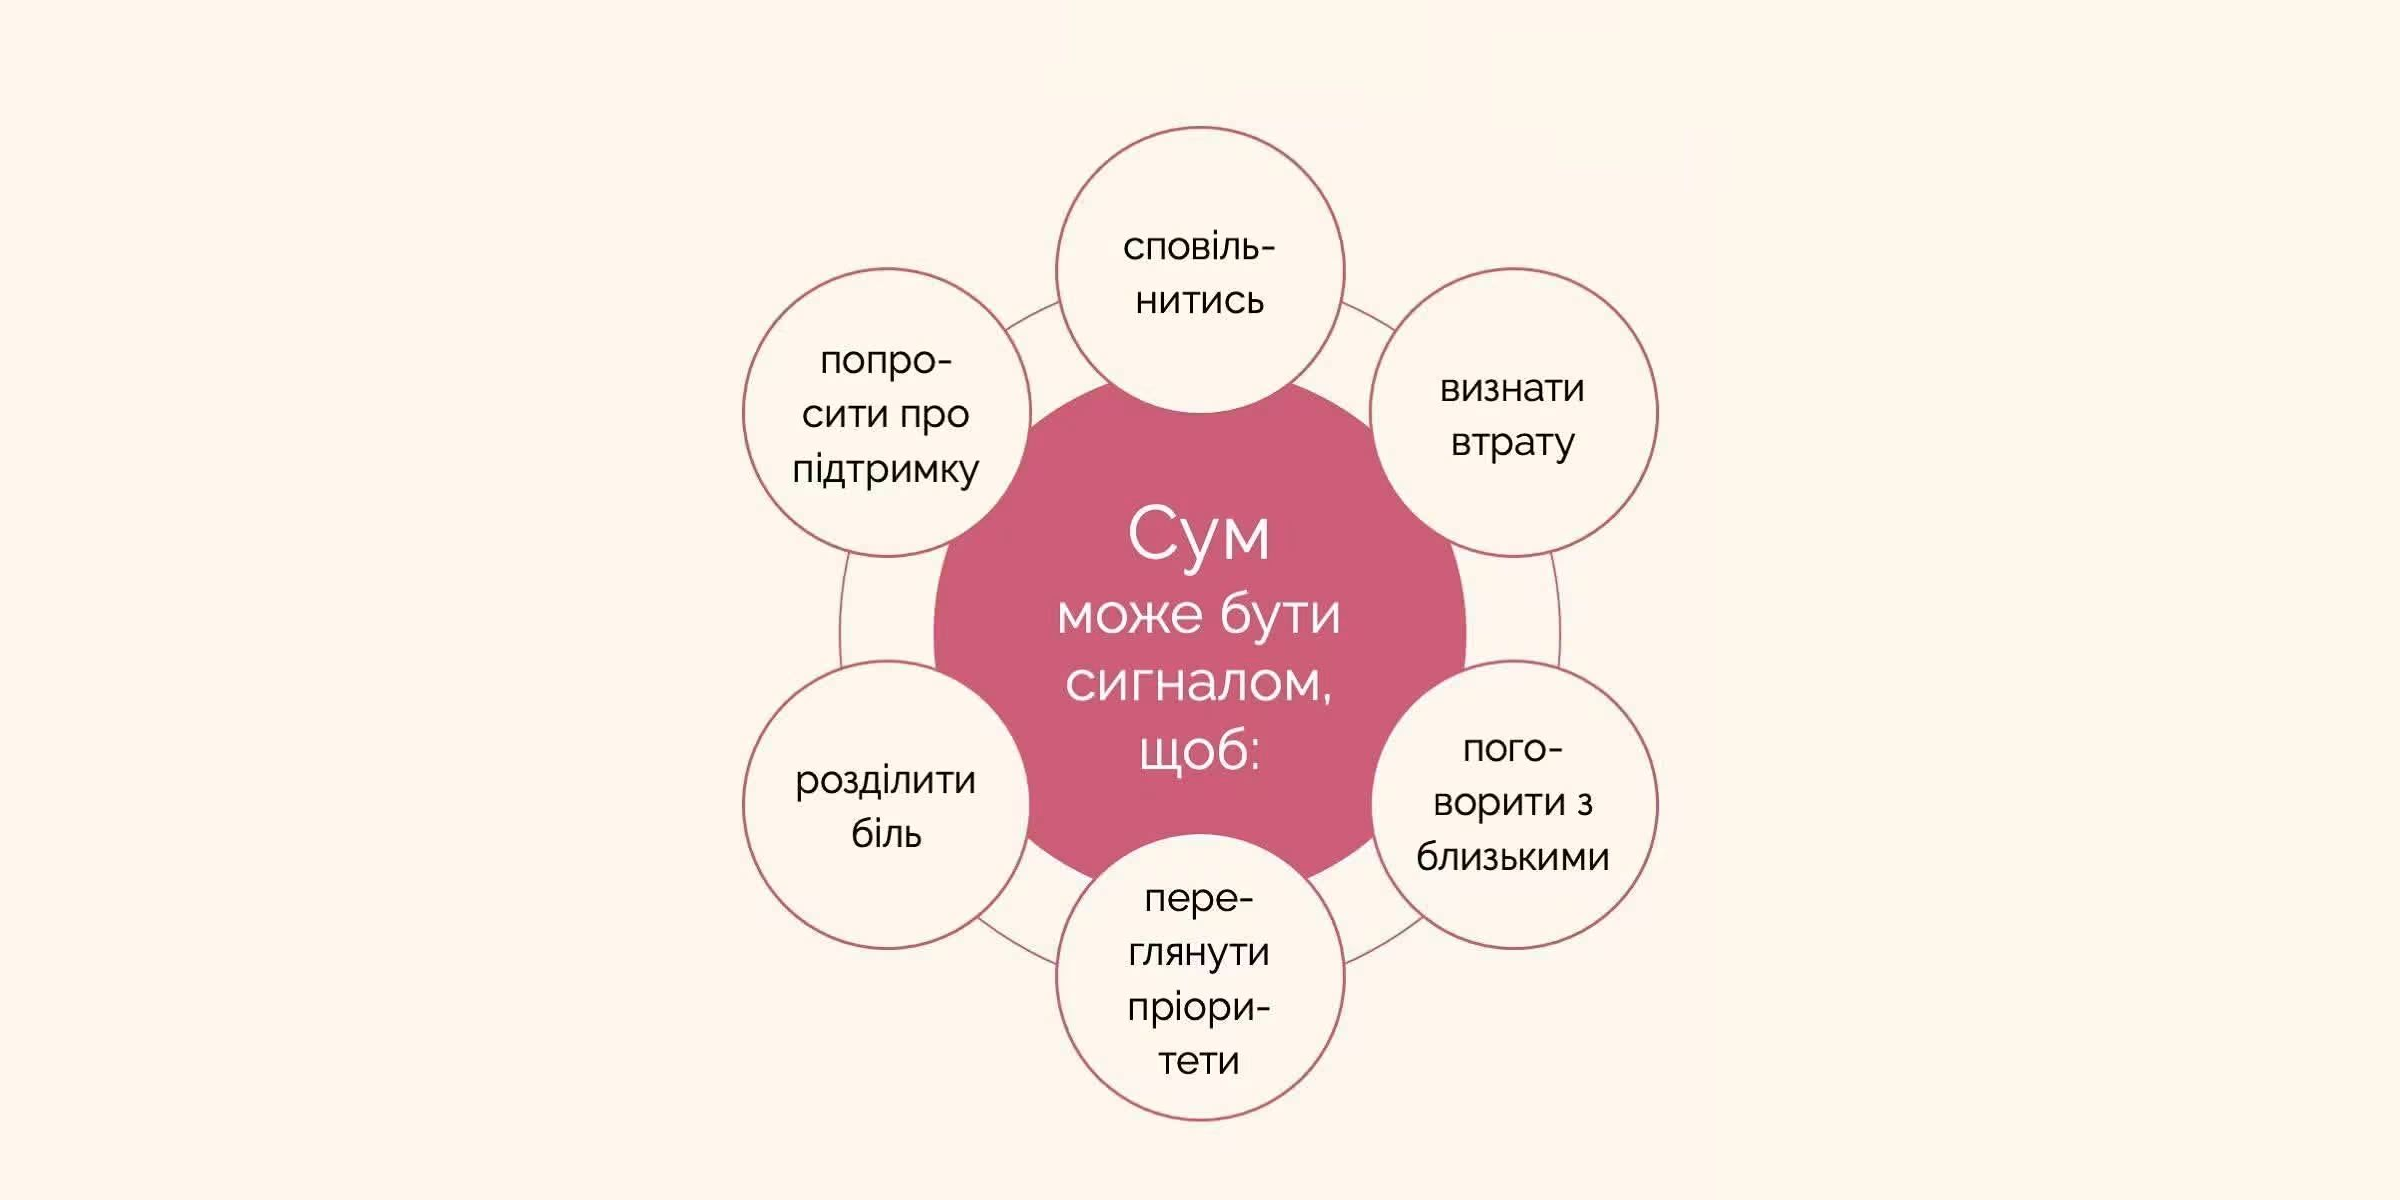 Сум
може бути
сигналом,
щоб:
сповіль-
нитись
визнати
втрату
пого-
ворити з
близькими
пере-
глянути
пріори-
тети
розділити
біль
попро-
сити про
підтримку